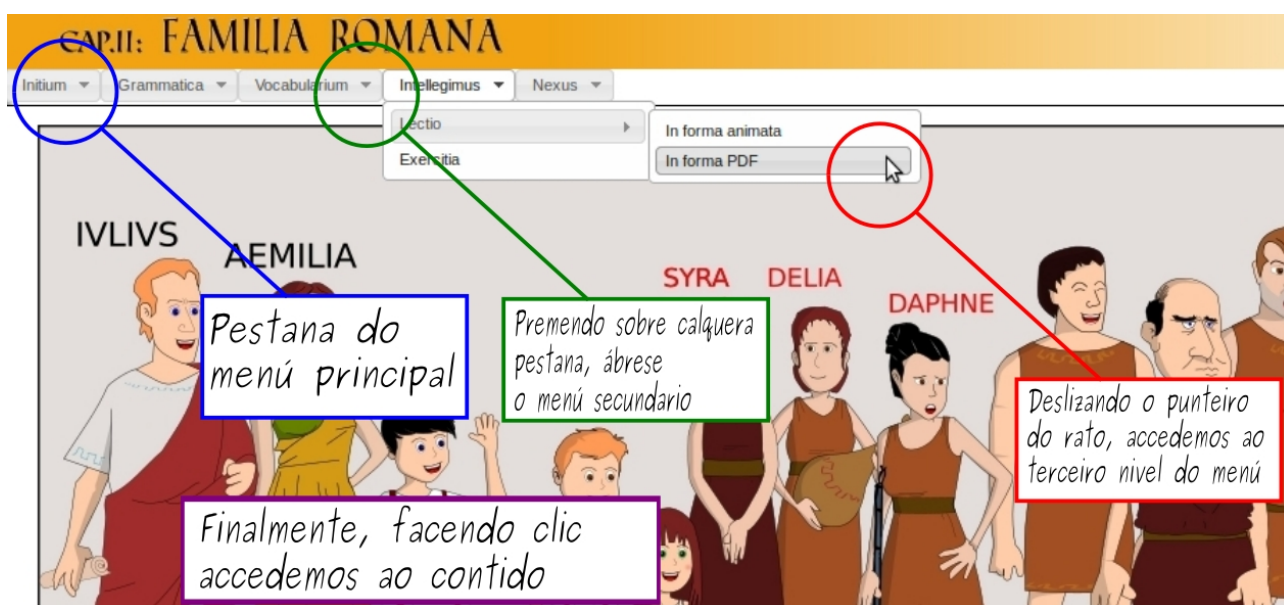 CAP.II: FAMILIA ROMANA
Initium Grammatica Vocabularium Intellegimus Nexus
Lectio
Exercitia
In forma animata
In forma PDF
IVLIVS
AEMILIA
SYRA
DELIA
DAPHNE
Pestana do
menú principal
Premendo sobre calquera
pestana, ábrese
o menú secundario
Deslizando o punteiro
do rato, accedemos ao
terceiro nivel do menú
Finalmente, facendo clic
accedemos ao contido